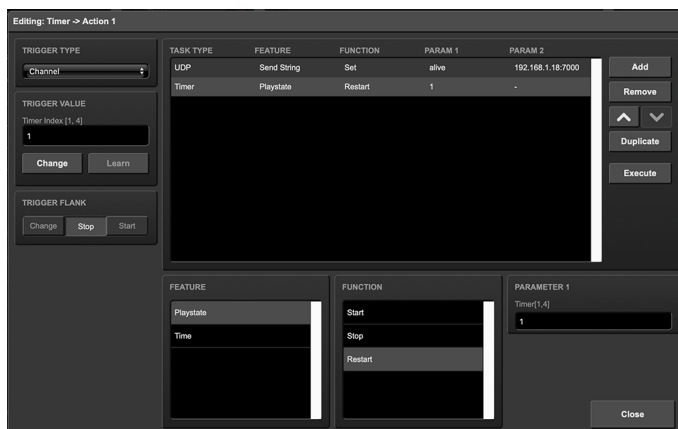 Editing: Timer -> Action 1
TRIGGER TYPE
Channel
TRIGGER VALUE
Timer Index [1, 4]
1
Change Learn
TRIGGER FLANK
Change Stop Start
TASK TYPE FEATURE FUNCTION PARAM 1 PARAM 2
UDP Send String Set alive 192.168.1.18:7000
Timer Playstate Restart 1 -
Add
Remove
Duplicate
Execute
FEATURE
Playstate
Time
FUNCTION
Start
Stop
Restart
PARAMETER 1
Timer[1,4]
1
Close